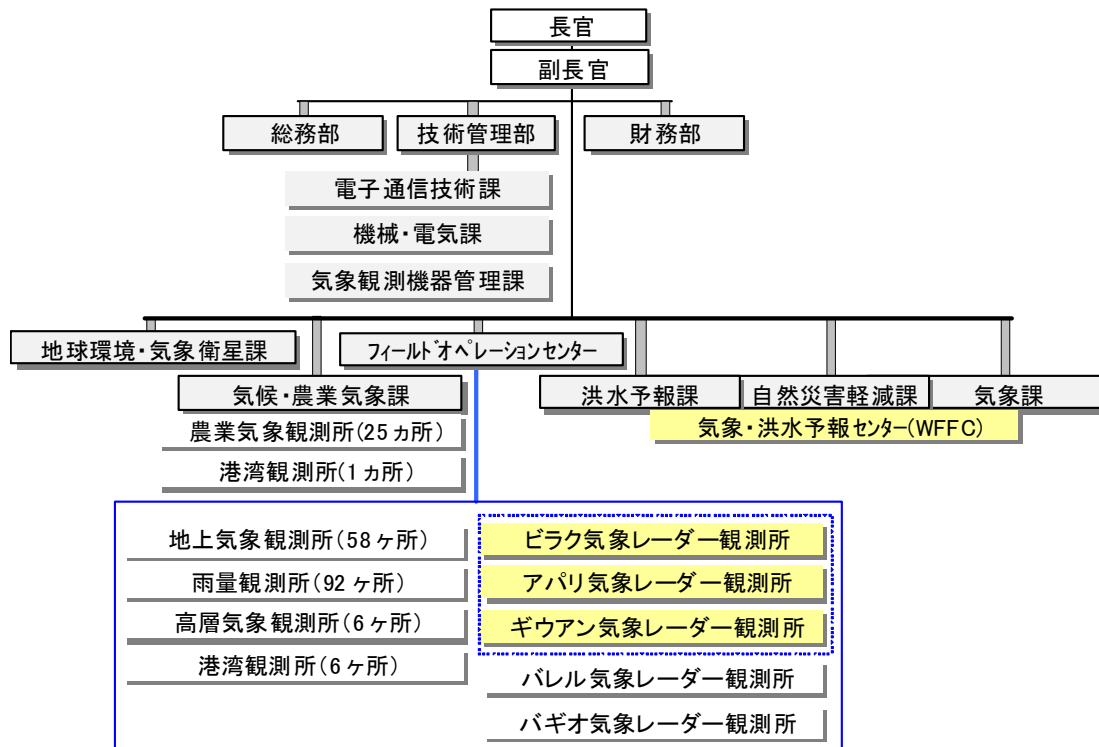 長官
副長官
総務部
技術管理部
財務部
電子通信技術課
機械・電気課
気象観測機器管理課
地球環境・気象衛星課
フィールドオペレーションセンター
気候・農業気象課
洪水予報課
自然災害軽減課
気象課
農業気象観測所(25ヵ所)
気象・洪水予報センター(WFFC)
港湾観測所(1ヵ所)
地上気象観測所(58ヶ所)
ビラク気象レーダー観測所
雨量観測所(92ヶ所)
アパリ気象レーダー観測所
高層気象観測所(6ヶ所)
ギウアン気象レーダー観測所
港湾観測所(6ヶ所)
バレル気象レーダー観測所
バギオ気象レーダー観測所